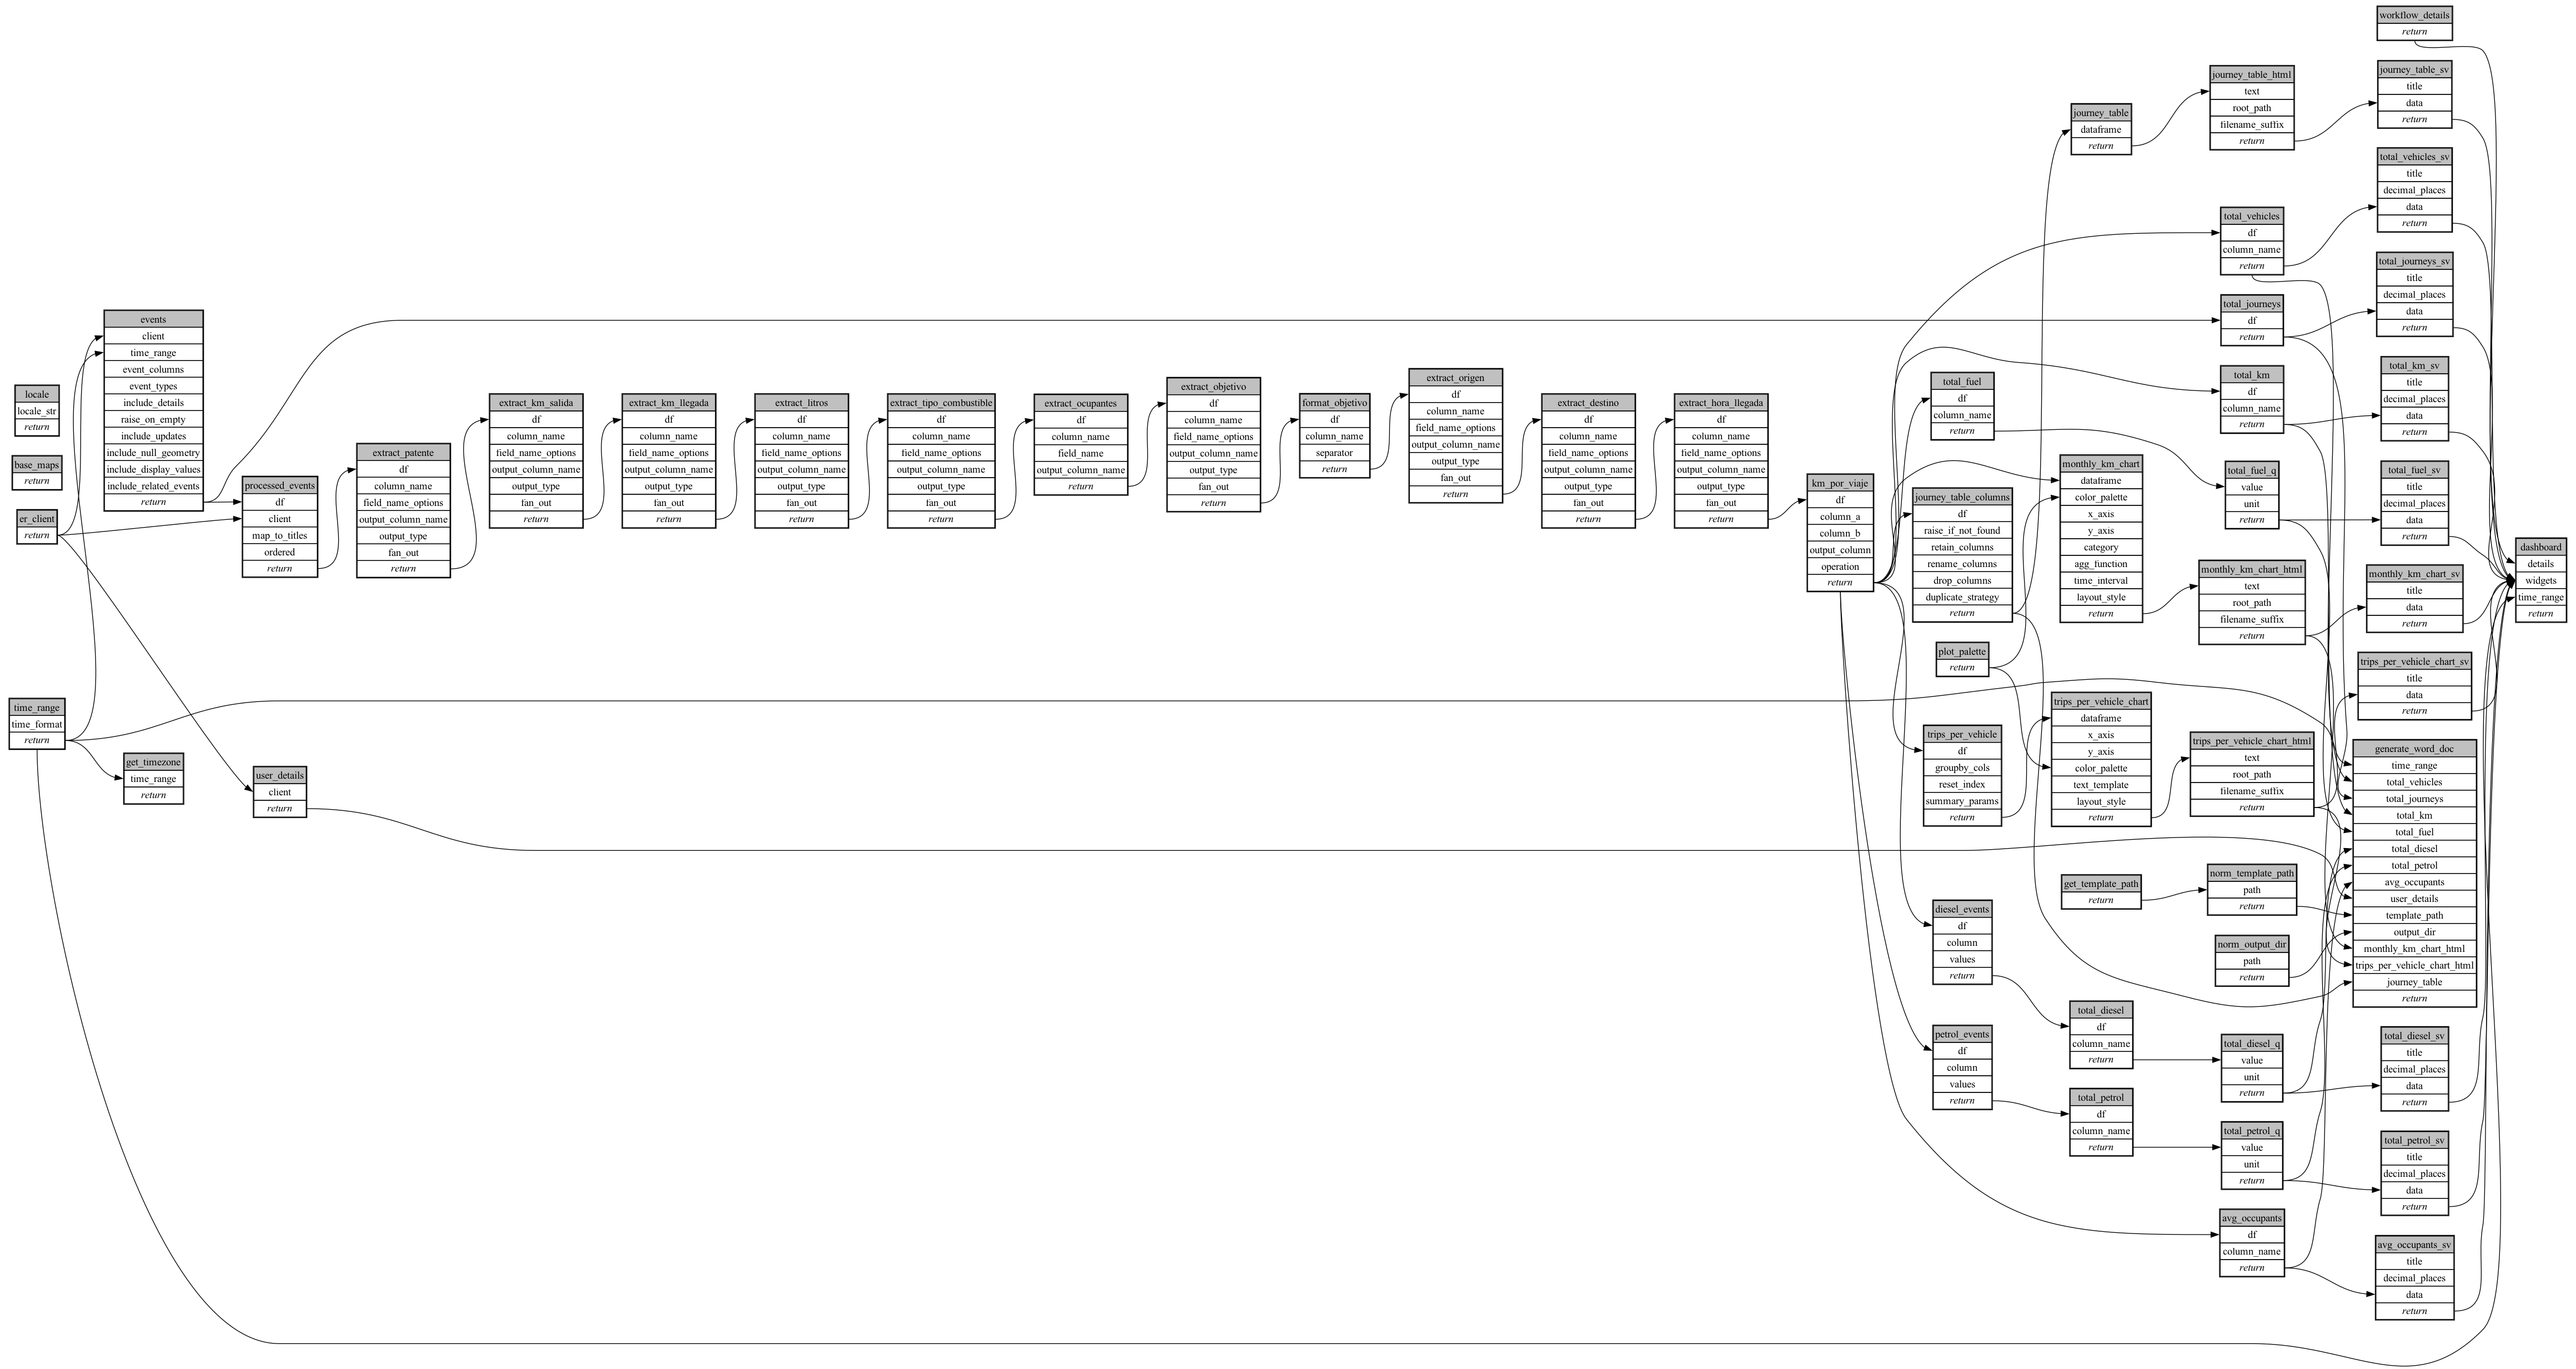 locale
locale_str
return
base_maps
return
er_client
return
time_range
time_format
return
events
client
time_range
event_columns
event_types
include_details
raise_on_empty
include_updates
include_null_geometry
include_display_values
include_related_events
return
get_timezone
time_range
return
processed_events
df
client
map_to_titles
ordered
return
user_details
client
return
extract_patente
df
column_name
field_name_options
output_column_name
output_type
fan_out
return
extract_km_salida
df
column_name
field_name_options
output_column_name
output_type
fan_out
return
extract_km_llegada
df
column_name
field_name_options
output_column_name
output_type
fan_out
return
extract_litros
df
column_name
field_name_options
output_column_name
output_type
fan_out
return
extract_tipo_combustible
df
column_name
field_name_options
output_column_name
output_type
fan_out
return
extract_ocupantes
df
column_name
field_name
output_column_name
return
extract_objetivo
df
column_name
field_name_options
output_column_name
output_type
fan_out
return
format_objetivo
df
column_name
separator
return
extract_origen
df
column_name
field_name_options
output_column_name
output_type
fan_out
return
extract_destino
df
column_name
field_name_options
output_column_name
output_type
fan_out
return
extract_hora_llegada
df
column_name
field_name_options
output_column_name
output_type
fan_out
return
km_por_viaje
df
column_a
column_b
output_column
operation
return
total_fuel
df
column_name
return
journey_table_columns
df
raise_if_not_found
retain_columns
rename_columns
drop_columns
duplicate_strategy
return
plot_palette
return
trips_per_vehicle
df
groupby_cols
reset_index
summary_params
return
diesel_events
df
column
values
return
petrol_events
df
column
values
return
journey_table
dataframe
return
monthly_km_chart
dataframe
color_palette
x_axis
y_axis
category
agg_function
time_interval
layout_style
return
trips_per_vehicle_chart
dataframe
x_axis
y_axis
color_palette
text_template
layout_style
return
get_template_path
return
total_diesel
df
column_name
return
total_petrol
df
column_name
return
journey_table_html
text
root_path
filename_suffix
return
total_vehicles
df
column_name
return
total_journeys
df
return
total_km
df
column_name
return
total_fuel_q
value
unit
return
monthly_km_chart_html
text
root_path
filename_suffix
return
trips_per_vehicle_chart_html
text
root_path
filename_suffix
return
norm_template_path
path
return
norm_output_dir
path
return
total_diesel_q
value
unit
return
total_petrol_q
value
unit
return
avg_occupants
df
column_name
return
workflow_details
return
journey_table_sv
title
data
return
total_vehicles_sv
title
decimal_places
data
return
total_journeys_sv
title
decimal_places
data
return
total_km_sv
title
decimal_places
data
return
total_fuel_sv
title
decimal_places
data
return
monthly_km_chart_sv
title
data
return
trips_per_vehicle_chart_sv
title
data
return
generate_word_doc
time_range
total_vehicles
total_journeys
total_km
total_fuel
total_diesel
total_petrol
avg_occupants
user_details
template_path
output_dir
monthly_km_chart_html
trips_per_vehicle_chart_html
journey_table
return
total_diesel_sv
title
decimal_places
data
return
total_petrol_sv
title
decimal_places
data
return
avg_occupants_sv
title
decimal_places
data
return
dashboard
details
widgets
time_range
return